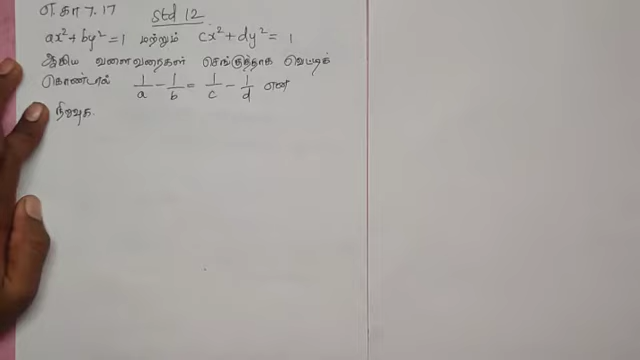 எ.கா 7.17
Std 12
ax²+by²=1 மற்றும் cx²+dy²= 1
ஆகிய வளைவரைகள் செங்குத்தாக வெட்டிக்
கொண்டால் 1/a - 1/b = 1/c - 1/d என
நிறுவுக.